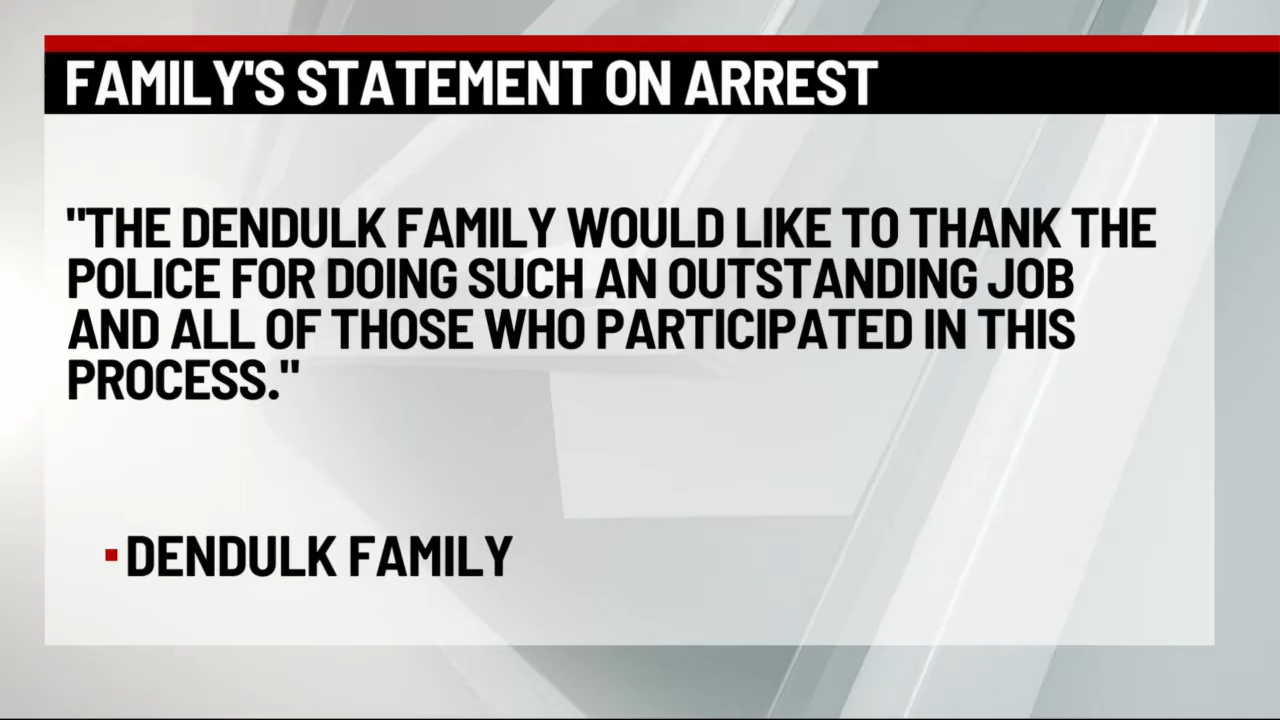 FAMILY'S STATEMENT ON ARREST
"THE DENDULK FAMILY WOULD LIKE TO THANK THE
POLICE FOR DOING SUCH AN OUTSTANDING JOB
AND ALL OF THOSE WHO PARTICIPATED IN THIS
PROCESS."
DENDULK FAMILY